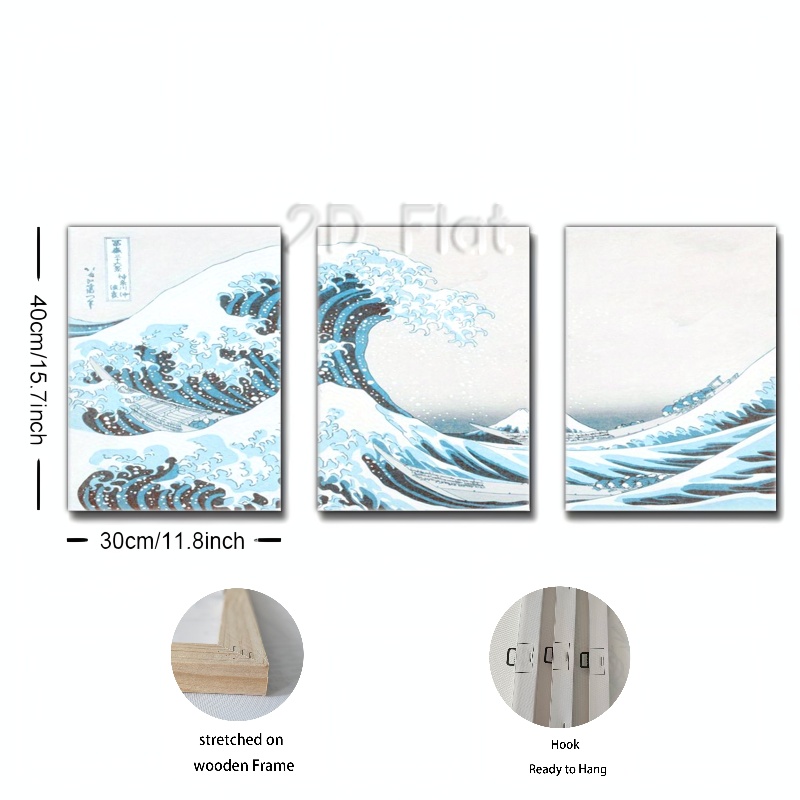 2D Flat
40cm/15.7inch
30cm/11.8inch
stretched on
wooden Frame
Hook
Ready to Hang